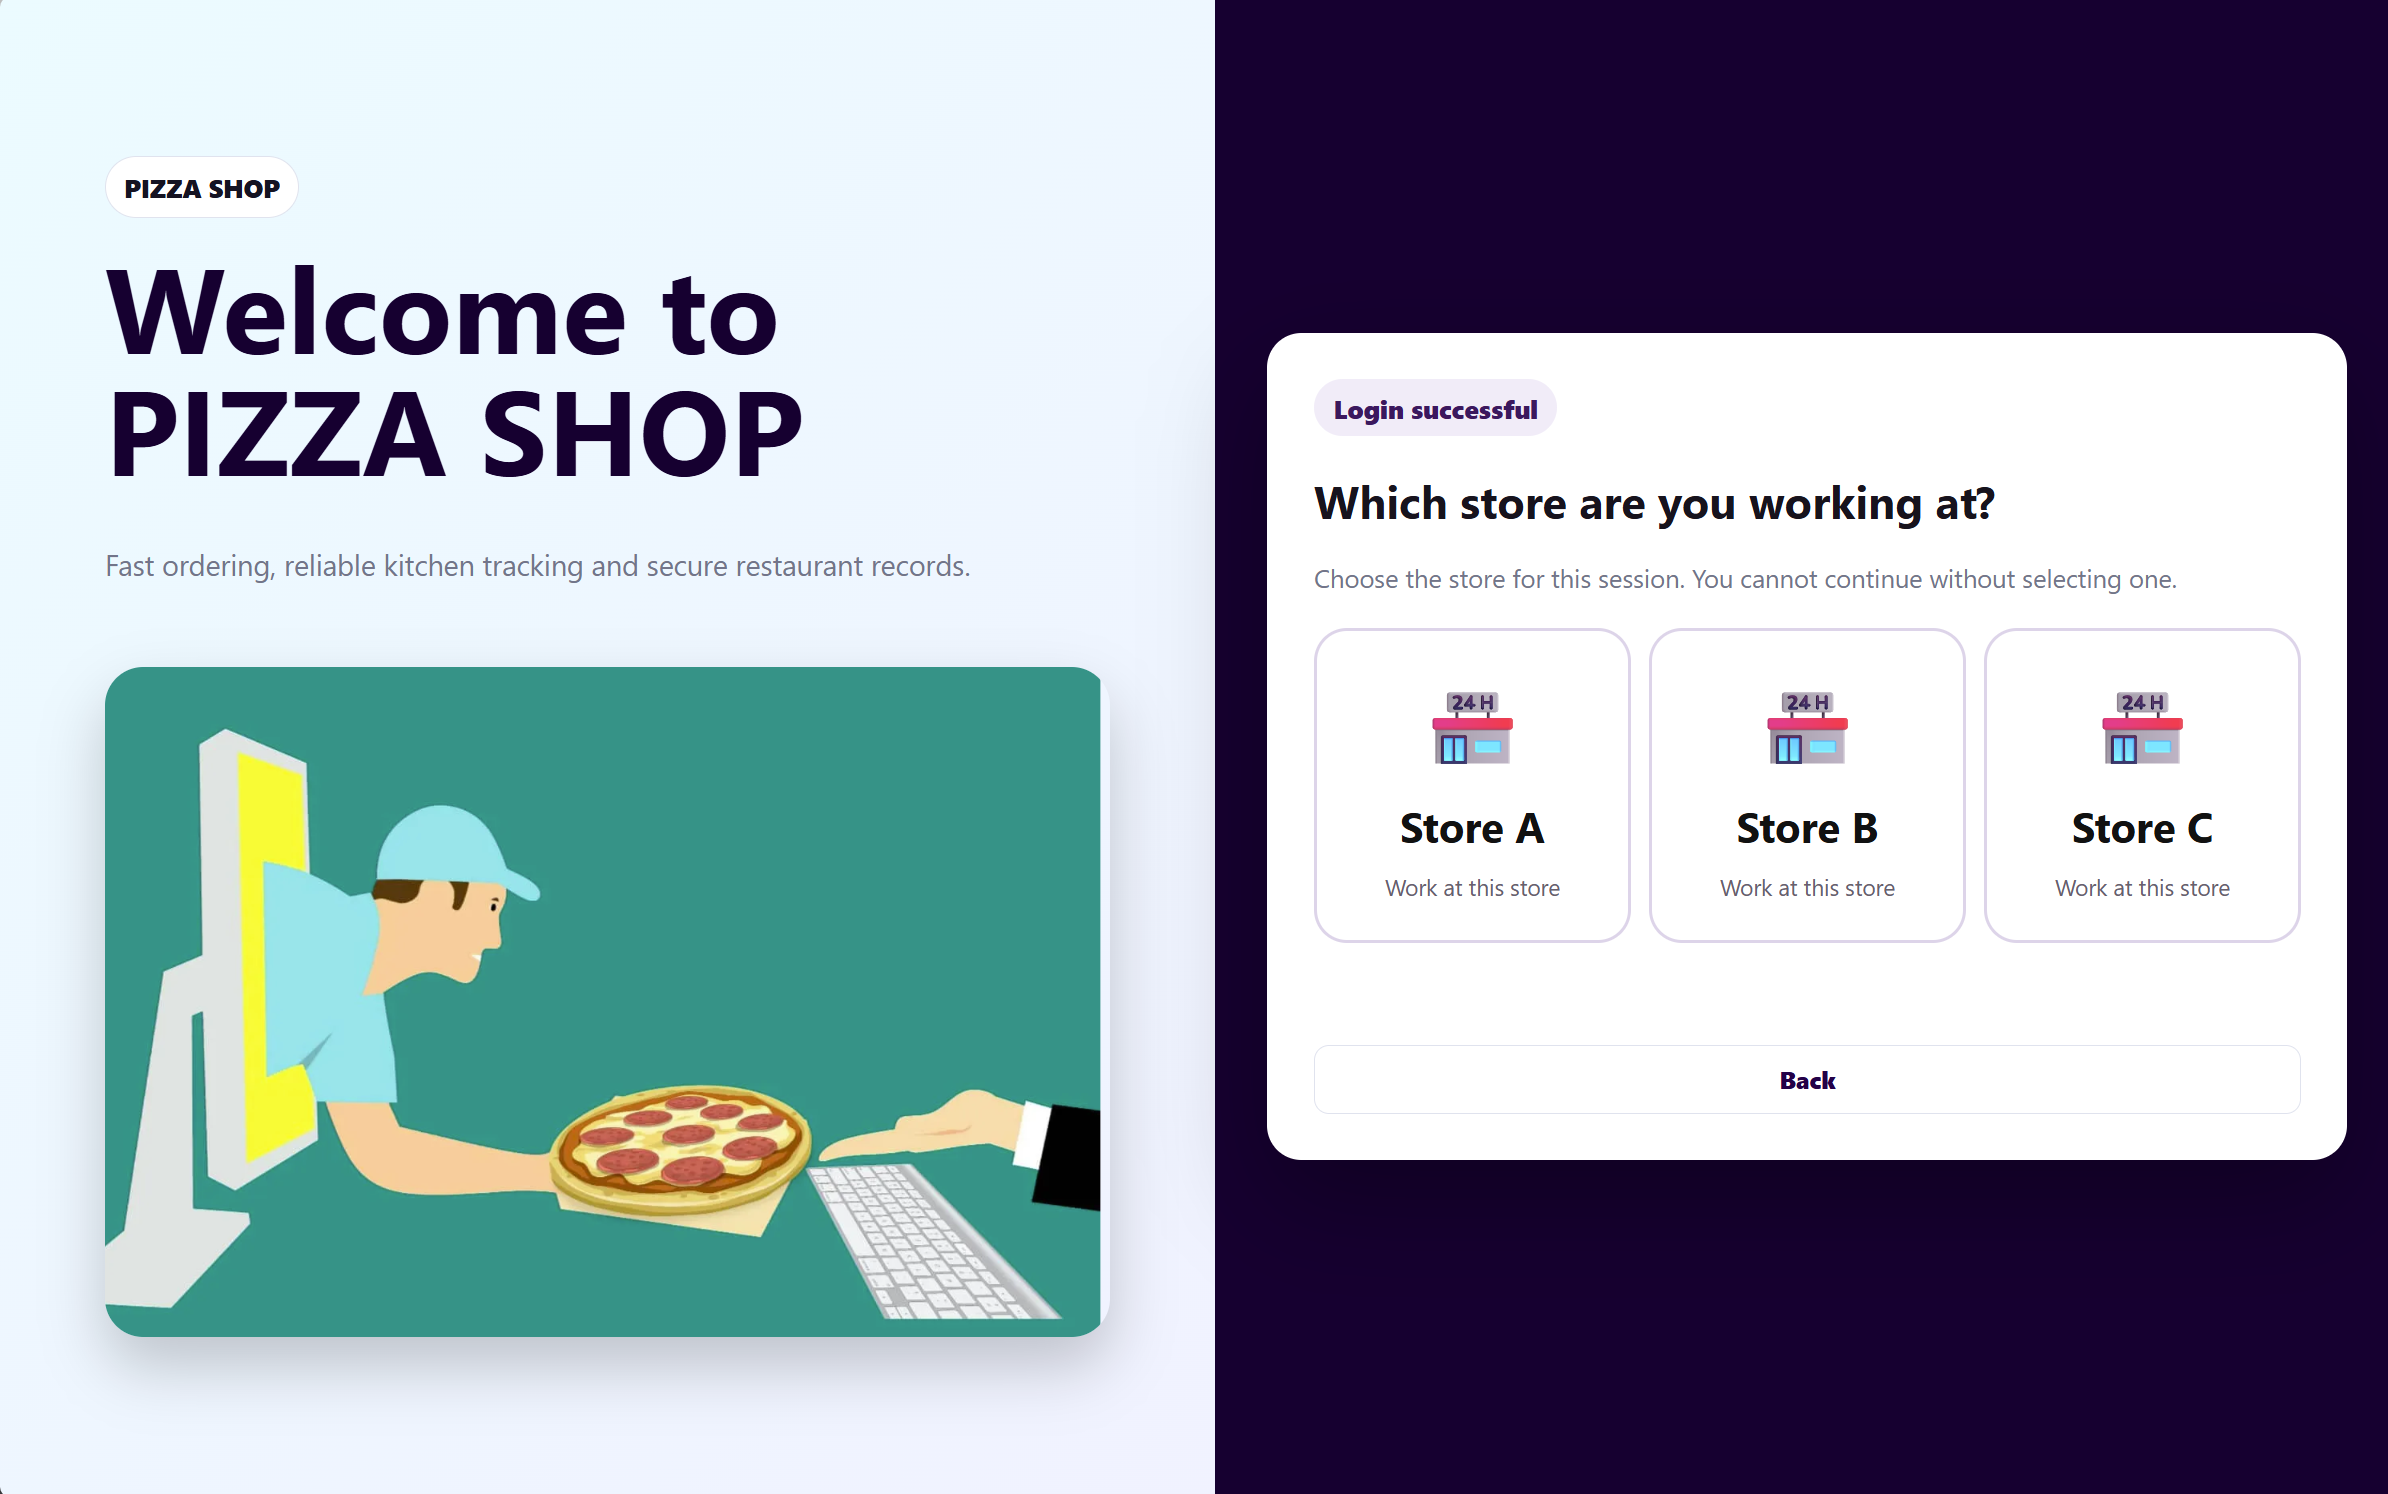 PIZZA SHOP
Welcome to
PIZZA SHOP
Fast ordering, reliable kitchen tracking and secure restaurant records.
Login successful
Which store are you working at?
Choose the store for this session. You cannot continue without selecting one.
24 H
Store A
Work at this store
24 H
Store B
Work at this store
24 H
Store C
Work at this store
Back